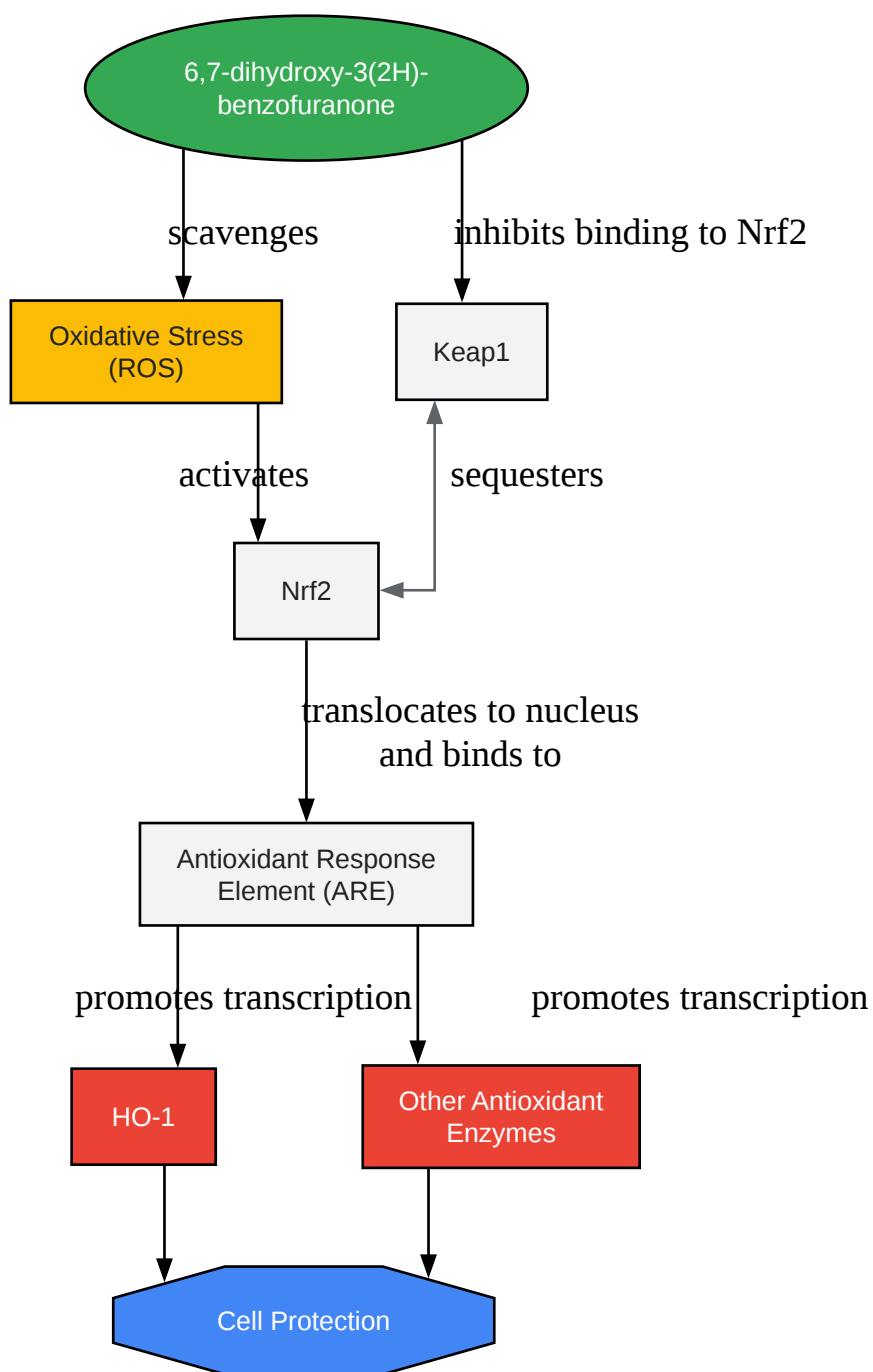 6,7-dihydroxy-3(2H)-
benzofuranone
scavenges
inhibits binding to Nrf2
Oxidative Stress
(ROS)
Keap1
activates
sequesters
Nrf2
translocates to nucleus
and binds to
Antioxidant Response
Element (ARE)
promotes transcription
promotes transcription
HO-1
Other Antioxidant
Enzymes
Cell Protection